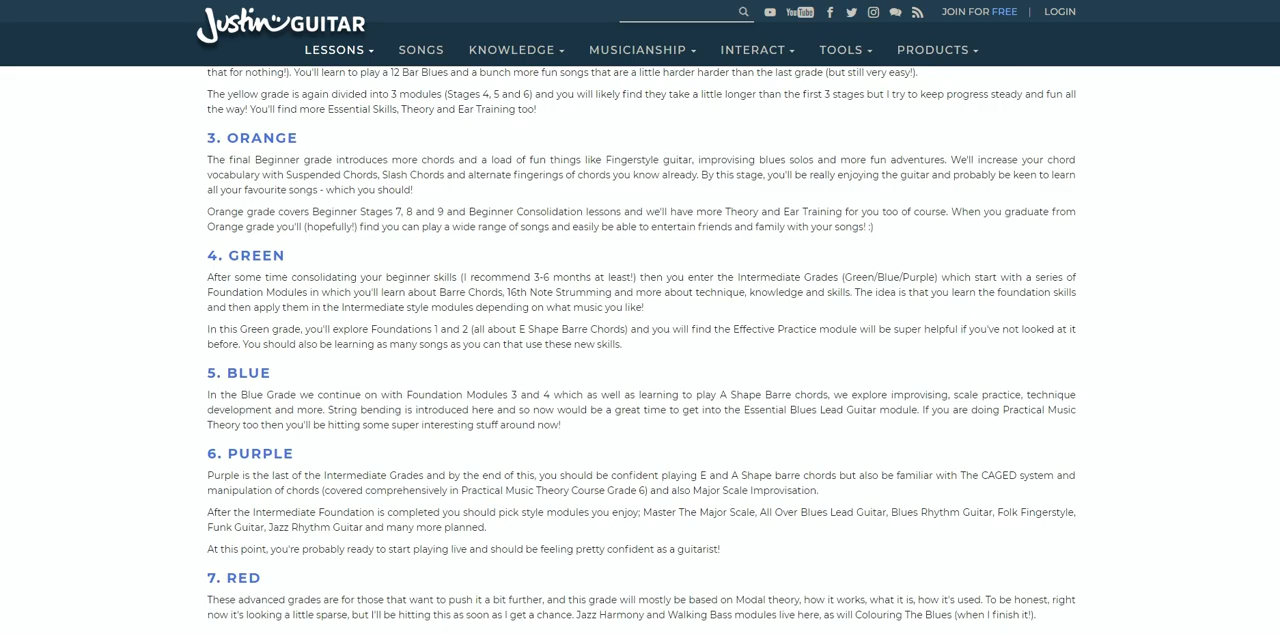 Justin GUITAR
JOIN FOR FREE | LOGIN
LESSONS SONGS KNOWLEDGE MUSICIANSHIP INTERACT TOOLS PRODUCTS
that for nothing!). You'll learn to play a 12 Bar Blues and a bunch more fun songs that are a little harder harder than the last grade (but still very easy!).
The yellow grade is again divided into 3 modules (Stages 4, 5 and 6) and you will likely find they take a little longer than the first 3 stages but I try to keep progress steady and fun all
the way! You'll find more Essential Skills, Theory and Ear Training too!
3. ORANGE
The final Beginner grade introduces more chords and a load of fun things like Fingerstyle guitar, improvising blues solos and more fun adventures. We'll increase your chord
vocabulary with Suspended Chords, Slash Chords and alternate fingerings of chords you know already. By this stage, you'll be really enjoying the guitar and probably be keen to learn
all your favourite songs - which you should!
Orange grade covers Beginner Stages 7, 8 and 9 and Beginner Consolidation lessons and we'll have more Theory and Ear Training for you too of course. When you graduate from
Orange grade you'll (hopefully!) find you can play a wide range of songs and easily be able to entertain friends and family with your songs! :)
4. GREEN
After some time consolidating your beginner skills (I recommend 3-6 months at least!) then you enter the Intermediate Grades (Green/Blue/Purple) which start with a series of
Foundation Modules in which you'll learn about Barre Chords, 16th Note Strumming and more about technique, knowledge and skills. The idea is that you learn the foundation skills
and then apply them in the Intermediate style modules depending on what music you like!
In this Green grade, you'll explore Foundations 1 and 2 (all about E Shape Barre Chords) and you will find the Effective Practice module will be super helpful if you've not looked at it
before. You should also be learning as many songs as you can that use these new skills.
5. BLUE
In the Blue Grade we continue on with Foundation Modules 3 and 4 which as well as learning to play A Shape Barre chords, we explore improvising, scale practice, technique
development and more. String bending is introduced here and so now would be a great time to get into the Essential Blues Lead Guitar module. If you are doing Practical Music
Theory too then you'll be hitting some super interesting stuff around now!
6. PURPLE
Purple is the last of the Intermediate Grades and by the end of this, you should be confident playing E and A Shape barre chords but also be familiar with The CAGED system and
manipulation of chords (covered comprehensively in Practical Music Theory Course Grade 6) and also Major Scale Improvisation.
After the Intermediate Foundation is completed you should pick style modules you enjoy; Master The Major Scale, All Over Blues Lead Guitar, Blues Rhythm Guitar, Folk Fingerstyle,
Funk Guitar, Jazz Rhythm Guitar and many more planned.
At this point, you're probably ready to start playing live and should be feeling pretty confident as a guitarist!
7. RED
These advanced grades are for those that want to push it a bit further, and this grade will mostly be based on Modal theory, how it works, what it is, how it's used. To be honest, right
now it's looking a little sparse, but I'll be hitting this as soon as I get a chance. Jazz Harmony and Walking Bass modules live here, as will Colouring The Blues (when I finish it!).